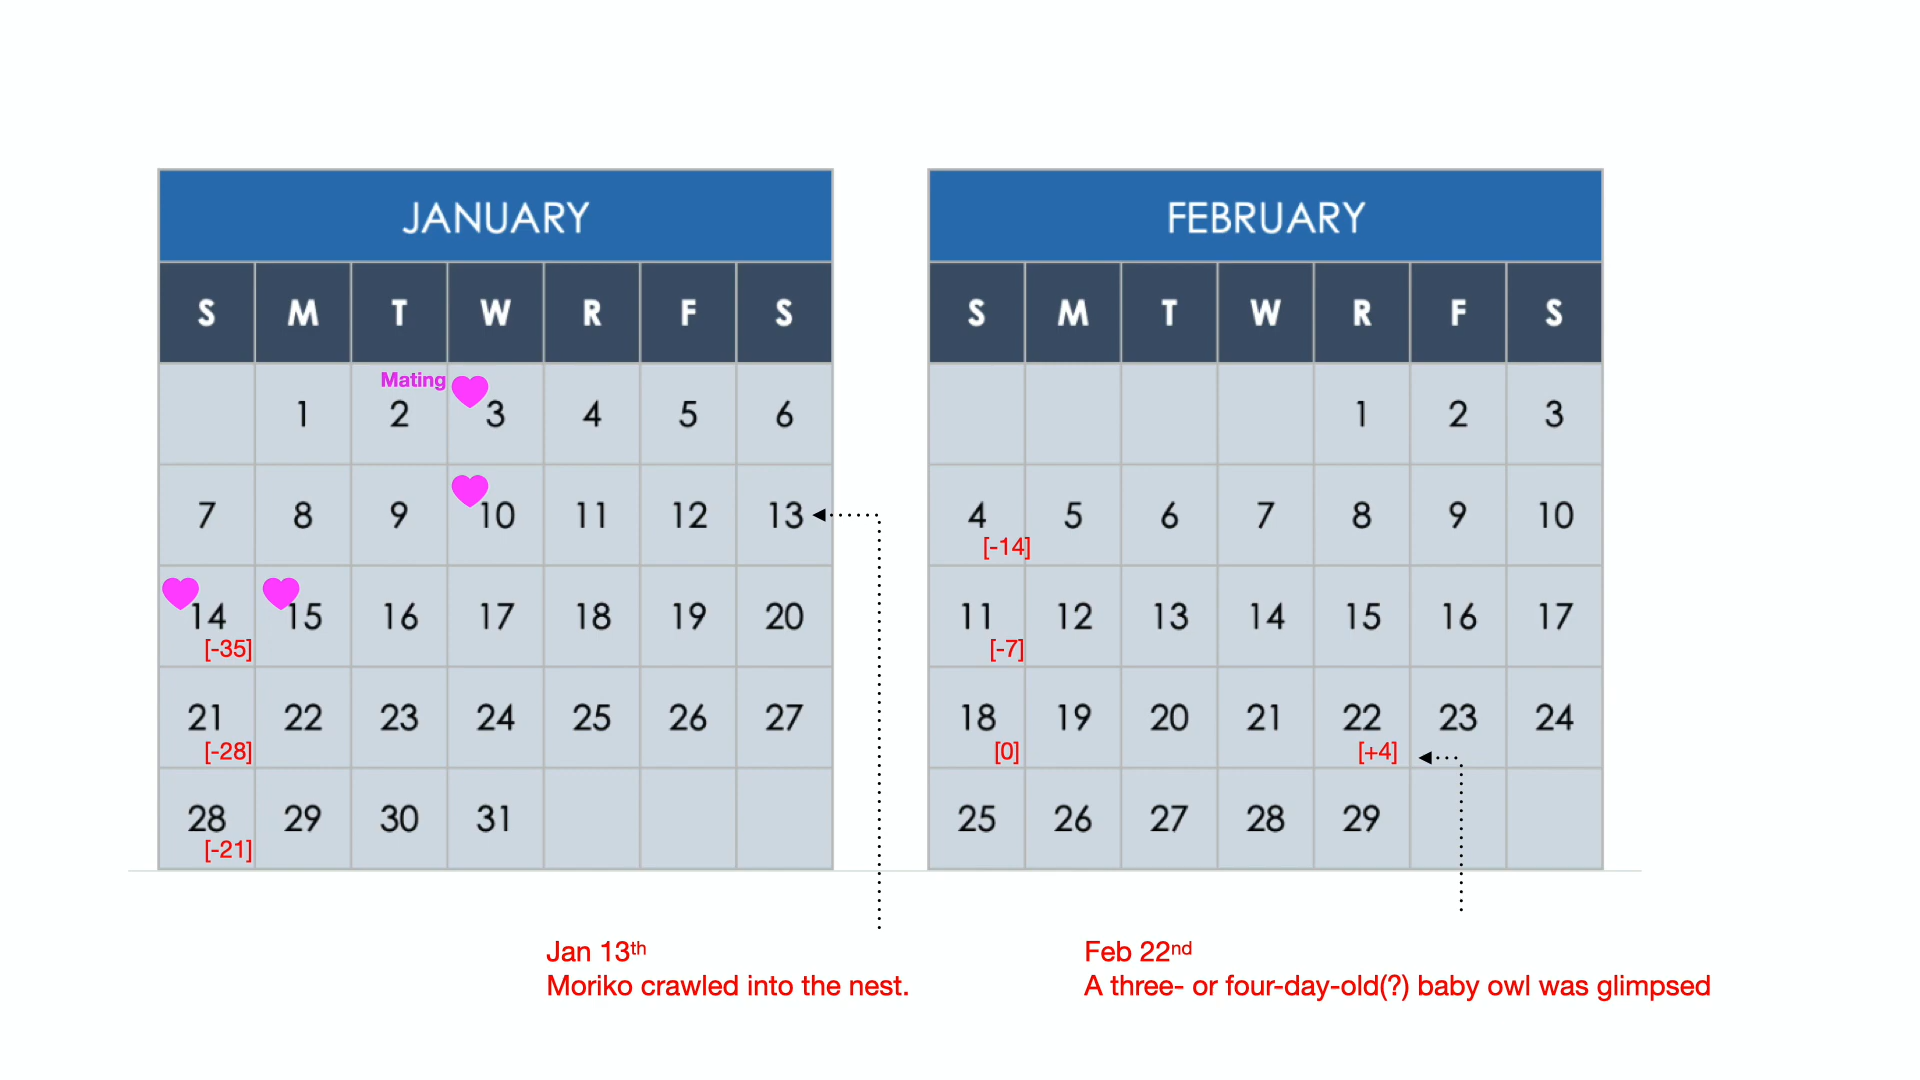 JANUARY
S M T W R F S
Mating
1 2 3 4 5 6
7 8 9 10 11 12 13
14 15 16 17 18 19 20
[-35]
21 22 23 24 25 26 27
[-28]
28 29 30 31
[-21]
FEBRUARY
S M T W R F S
1 2 3
4 5 6 7 8 9 10
[-14]
11 12 13 14 15 16 17
[-7]
18 19 20 21 22 23 24
[0] [+4]
25 26 27 28 29
Jan 13th
Moriko crawled into the nest.
Feb 22nd
A three- or four-day-old(?) baby owl was glimpsed